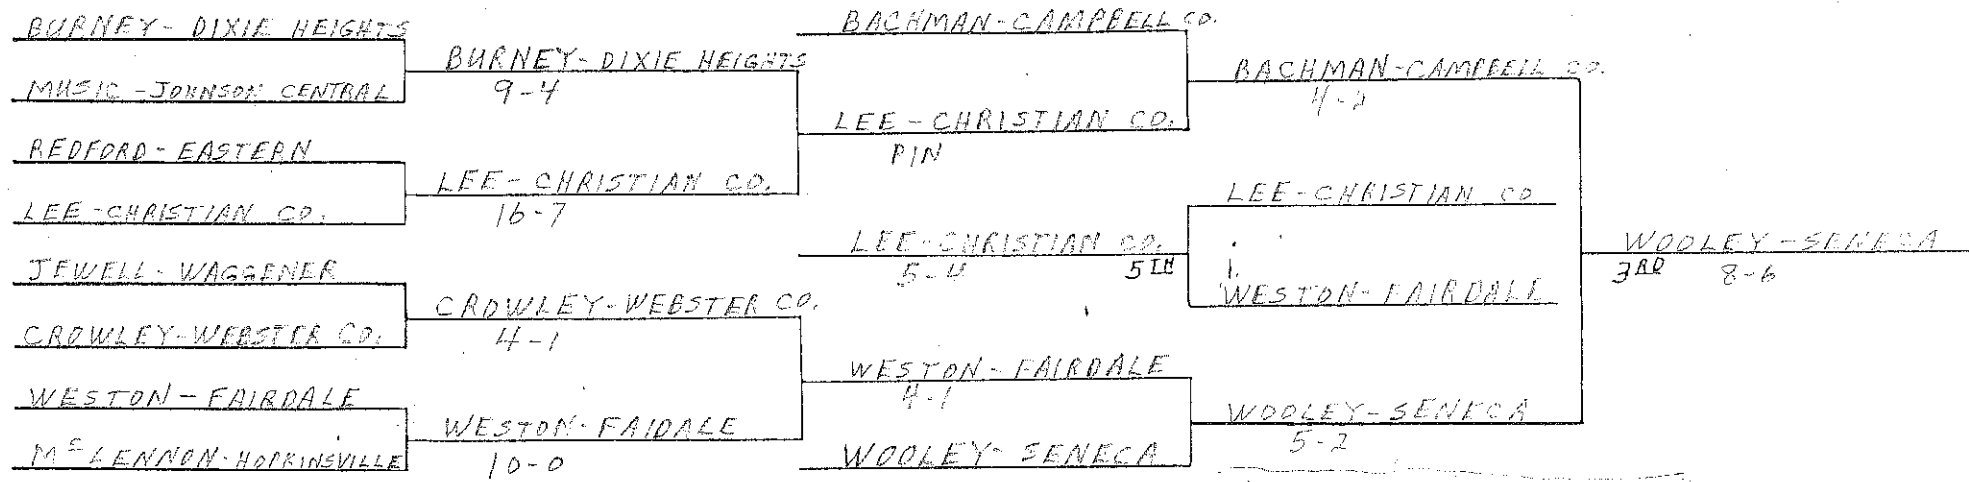 BURNEY - DIXIE HEIGHTS
MUSIC - JOHNSON CENTRAL
REDFORD - EASTERN
LEE - CHRISTIAN CO.
JEWELL - WAGGENER
CROWLEY - WEBSTER CO.
WESTON - FAIRDALE
McLENNON - HOPKINSVILLE
BURNEY - DIXIE HEIGHTS
9-4
LEE - CHRISTIAN CO.
16-7
CROWLEY - WEBSTER CO.
4-1
WESTON - FAIDALE
10-0
BACHMAN - CAMPBELL CO.
LEE - CHRISTIAN CO.
PIN
LEE - CHRISTIAN CO.
5-4 5TH
WESTON - FAIRDALE
4-1
WOOLEY - SENECA
BACHMAN - CAMPBELL CO.
4-2
LEE - CHRISTIAN CO
WESTON - FAIRDALE
WOOLEY - SENECA
5-2
WOOLEY - SENECA
3RD 8-6